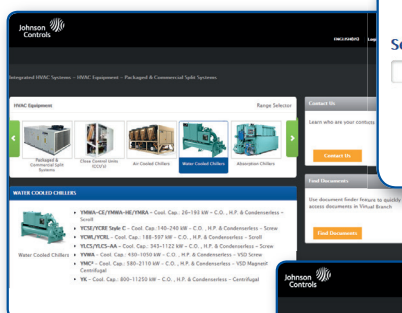 Johnson
Controls
ENGLISH(US)
Integrated HVAC Systems - HVAC Equipment - Packaged & Commercial Split Systems
HVAC Equipment
Range Selector
Packaged &
Commercial Split
Systems
Close Control Units
(CCU's)
Air Cooled Chillers
Water Cooled Chillers
Absorption Chillers
WATER COOLED CHILLERS
Water Cooled Chillers
• YMWA-CE/YMWA-HE/YMRA - Cool. Cap.: 26-193 kW - C.O. , H.P. & Condenserless -
Scroll
• YCSE/YCRE Style C - Cool. Cap: 140-240 kW - C.O. , H.P. & Condenserless - Screw
• YCWL/YCRL - Cool. Cap.: 188-597 kW - C.O. , H.P. & Condenserless - Scroll
• YLCS/YLCS-AA - Cool. Cap.: 343-1122 kW - C.O. , H.P. & Condenserless - Screw
• YVWA - Cool. Cap.: 430-1050 kW - C.O. , H.P. & Condenserless - VSD Screw
• YMC² - Cool. Cap.: 580-2110 kW - C.O. , H.P. & Condenserless - VSD Magnetic
Centrifugal
• YK - Cool. Cap.: 800-11250 kW - C.O. , H.P. & Condenserless - Centrifugal
Contact Us
Learn who are your
Contact Us
Find Documents
Use document finder feature to quickly
access documents in Virtual Branch
Find Documents
Johnson
Controls